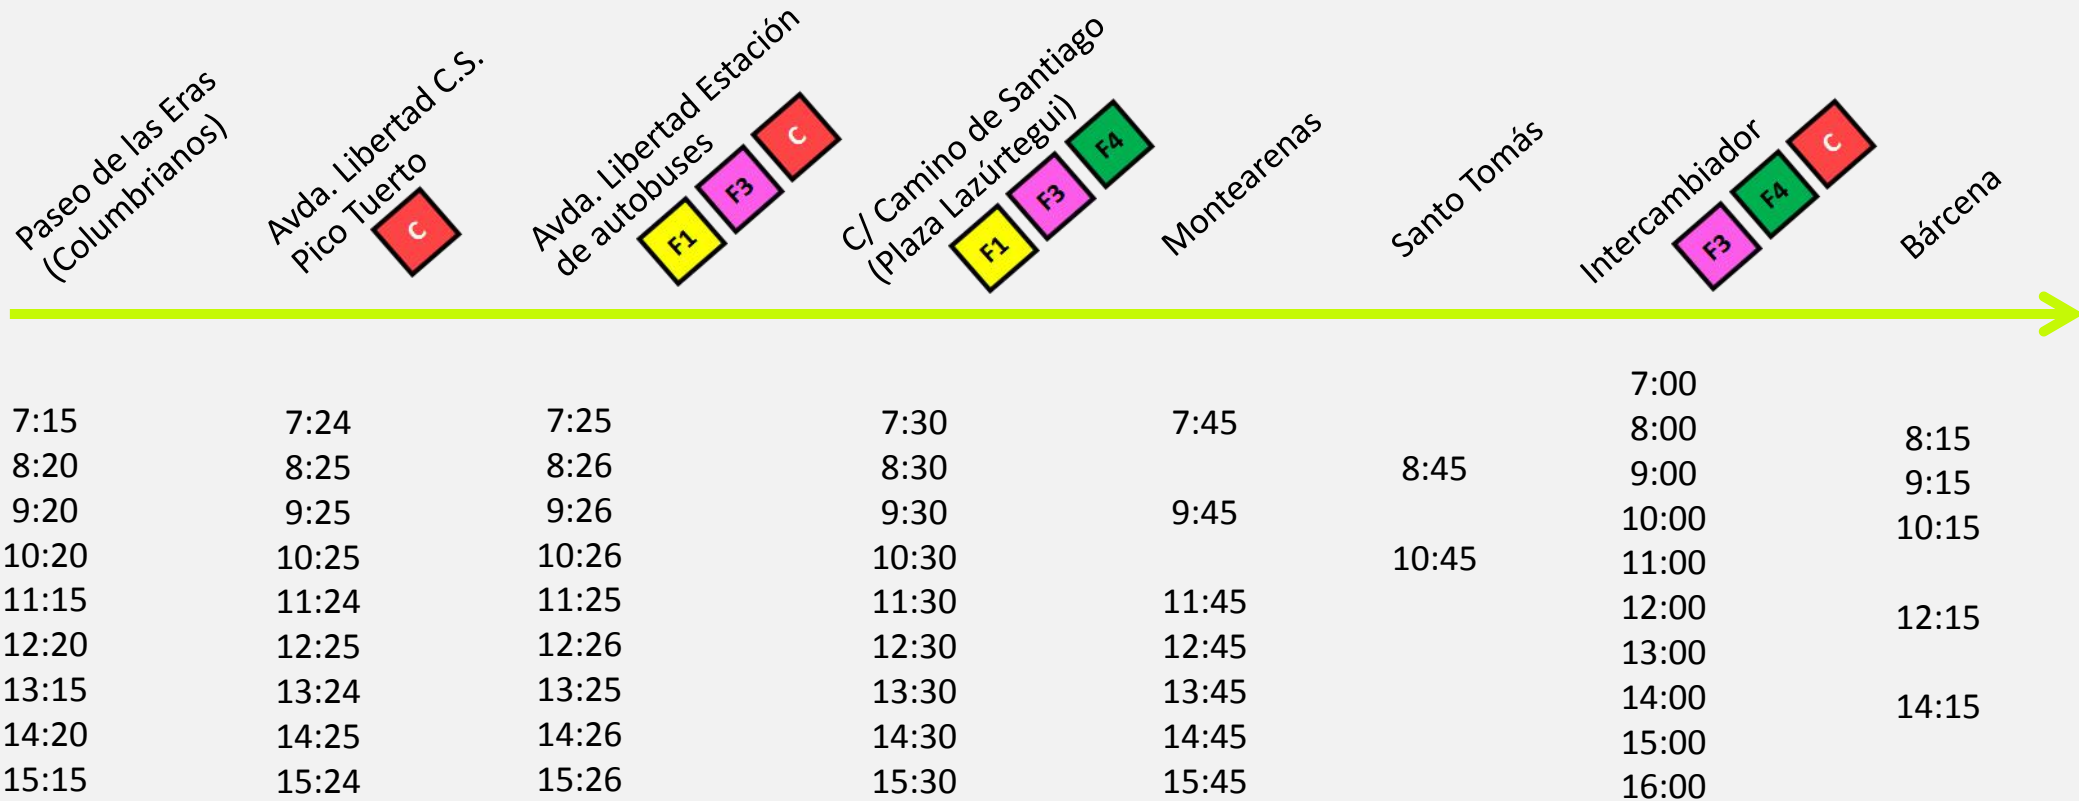 Paseo de las Eras
(Columbrianos)
Avda. Libertad C.S.
Pico Tuerto
C
Avda. Libertad Estación
de autobuses
F1 F3 C
C/ Camino de Santiago
(Plaza Lazúrtegui)
F1 F3 F4
Montearenas
Santo Tomás
Intercambiador
F3 F4 C
Bárcena
7:00
7:15 7:24 7:25 7:30 7:45 8:00 8:15
8:20 8:25 8:26 8:30 8:45 9:00 9:15
9:20 9:25 9:26 9:30 9:45 10:00 10:15
10:20 10:25 10:26 10:30 10:45 11:00
11:15 11:24 11:25 11:30 11:45 12:00 12:15
12:20 12:25 12:26 12:30 12:45 13:00
13:15 13:24 13:25 13:30 13:45 14:00 14:15
14:20 14:25 14:26 14:30 14:45 15:00
15:15 15:24 15:26 15:30 15:45 16:00